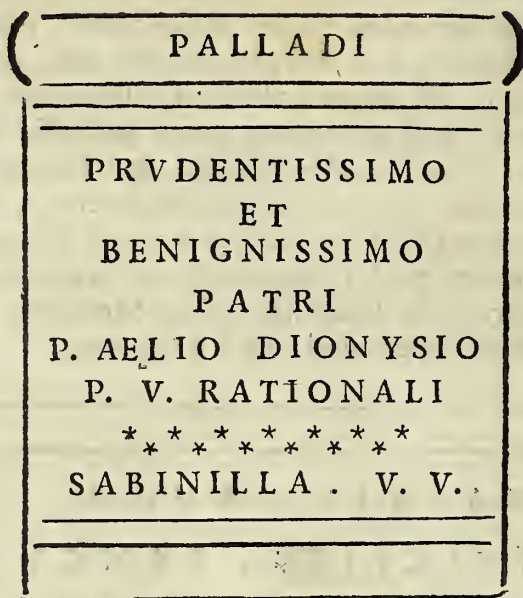 PALLADI
PRVDENTISSIMO
ET
BENIGNISSIMO
PATRI
P. AELIO DIONYSIO
P. V. RATIONALI
* * * * * * * * * * * * *
SABINILLA . V. V.